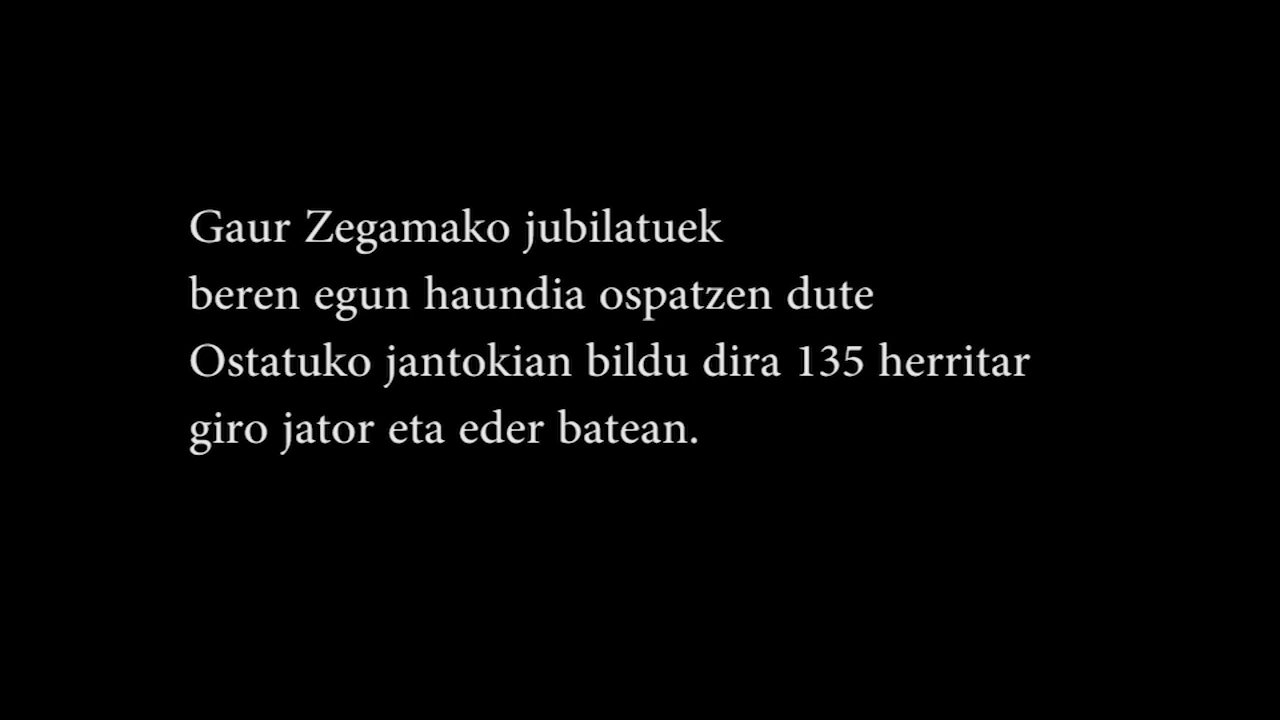 Gaur Zegamako jubilatuek
beren egun haundia ospatzen dute
Ostatuko jantokian bildu dira 135 herritar
giro jator eta eder batean.